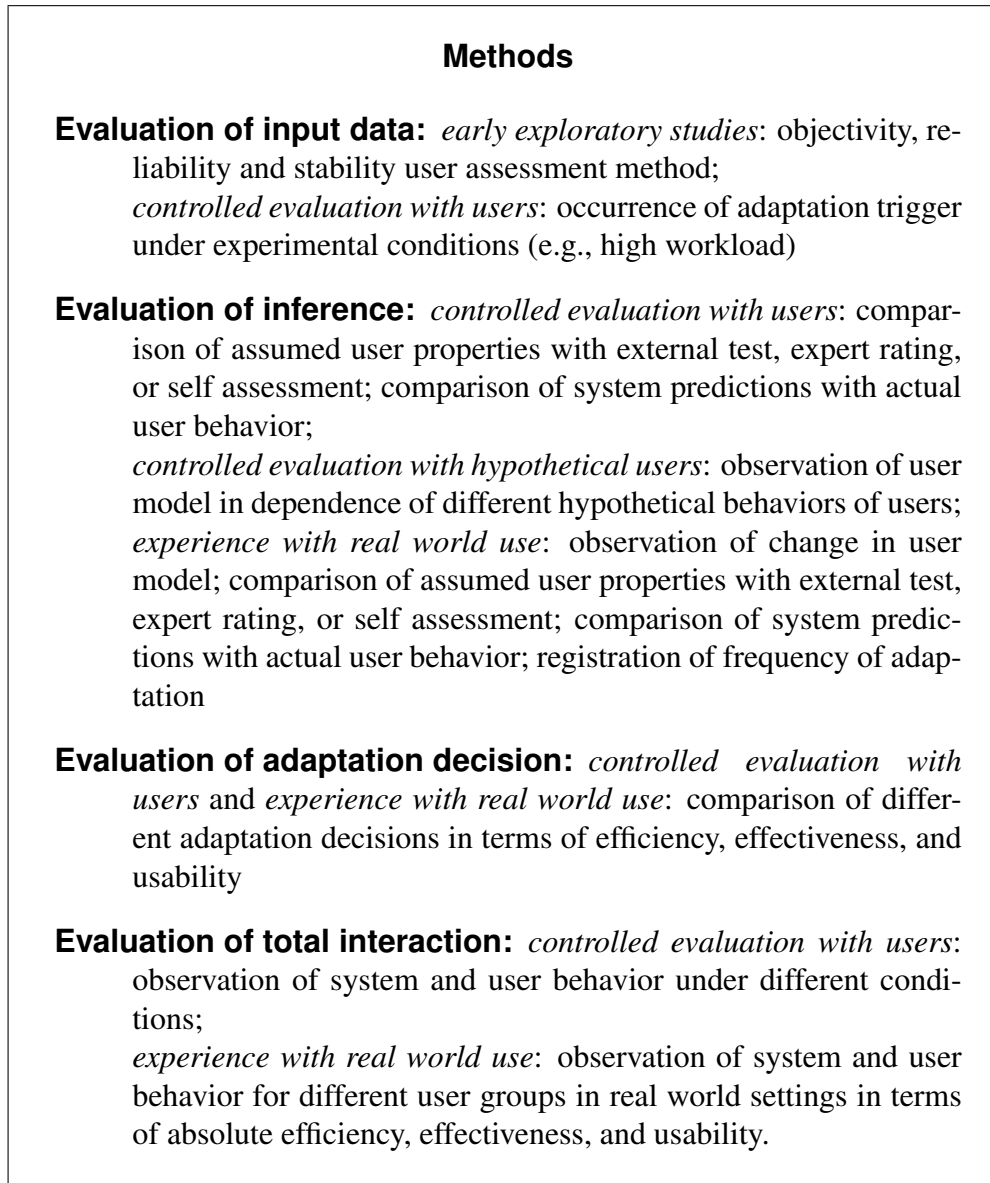 Methods
Evaluation of input data: early exploratory studies: objectivity, re-
liability and stability user assessment method;
controlled evaluation with users: occurrence of adaptation trigger
under experimental conditions (e.g., high workload)
Evaluation of inference: controlled evaluation with users: compar-
ison of assumed user properties with external test, expert rating,
or self assessment; comparison of system predictions with actual
user behavior;
controlled evaluation with hypothetical users: observation of user
model in dependence of different hypothetical behaviors of users;
experience with real world use: observation of change in user
model; comparison of assumed user properties with external test,
expert rating, or self assessment; comparison of system predic-
tions with actual user behavior; registration of frequency of adap-
tation
Evaluation of adaptation decision: controlled evaluation with
users and experience with real world use: comparison of differ-
ent adaptation decisions in terms of efficiency, effectiveness, and
usability
Evaluation of total interaction: controlled evaluation with users:
observation of system and user behavior under different condi-
tions;
experience with real world use: observation of system and user
behavior for different user groups in real world settings in terms
of absolute efficiency, effectiveness, and usability.